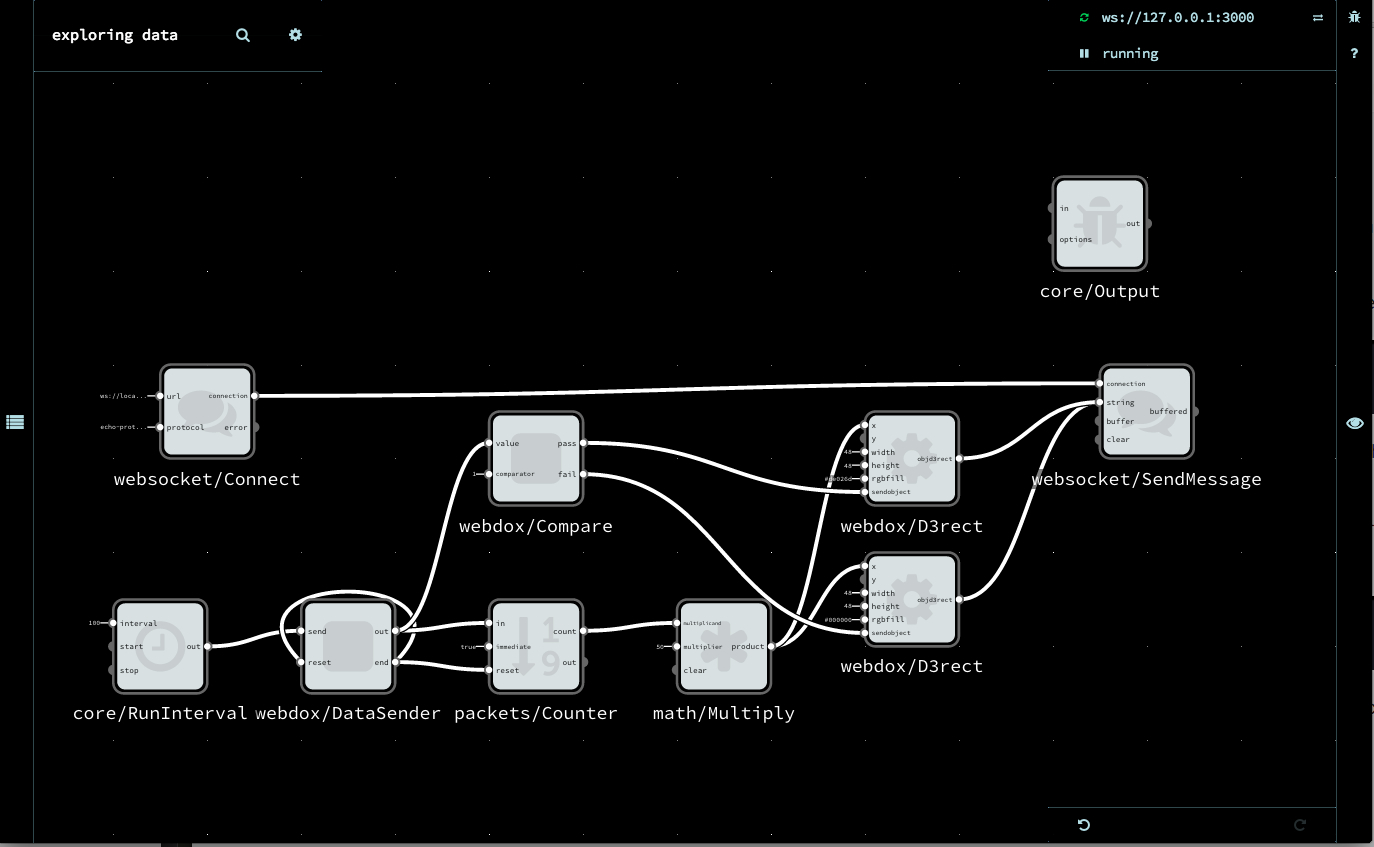 exploring data
ws://127.0.0.1:3000
running
?
in
options
out
core/Output
ws://loca...
echo-prot...
url
protocol
connection
error
websocket/Connect
1
value
comparator
pass
fail
webdox/Compare
48
48
x
y
width
height
rgbfill
sendobject
objd3rect
webdox/D3rect
connection
string
buffer
clear
buffered
websocket/SendMessage
48
48
#000000
x
y
width
height
rgbfill
sendobject
objd3rect
webdox/D3rect
100
interval
start
stop
out
core/RunInterval
send
reset
out
end
webdox/DataSender
true
in
immediate
reset
count
out
1
9
packets/Counter
50
multiplicand
multiplier
clear
product
math/Multiply